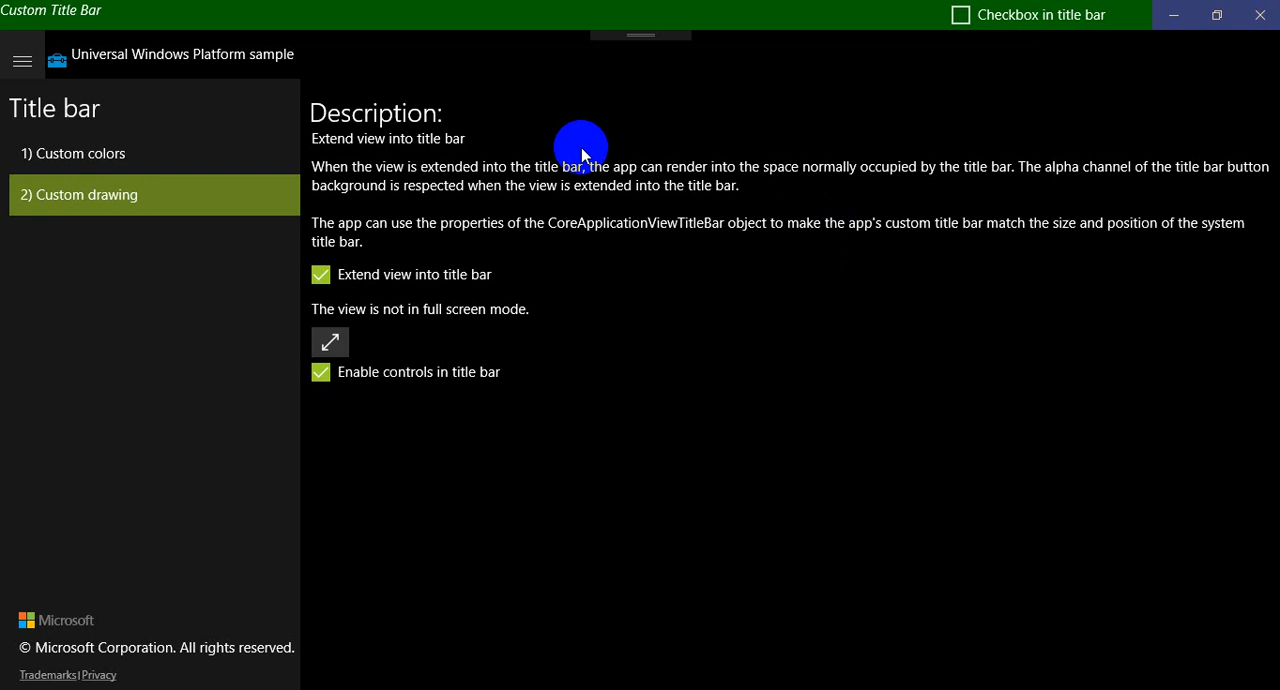 Custom Title Bar
Checkbox in title bar
Universal Windows Platform sample
Title bar
1) Custom colors
2) Custom drawing
Description:
Extend view into title bar
When the view is extended into the title bar, the app can render into the space normally occupied by the title bar. The alpha channel of the title bar button
background is respected when the view is extended into the title bar.
The app can use the properties of the CoreApplicationViewTitleBar object to make the app's custom title bar match the size and position of the system
title bar.
Extend view into title bar
The view is not in full screen mode.
Enable controls in title bar
Microsoft
© Microsoft Corporation. All rights reserved.
Trademarks | Privacy